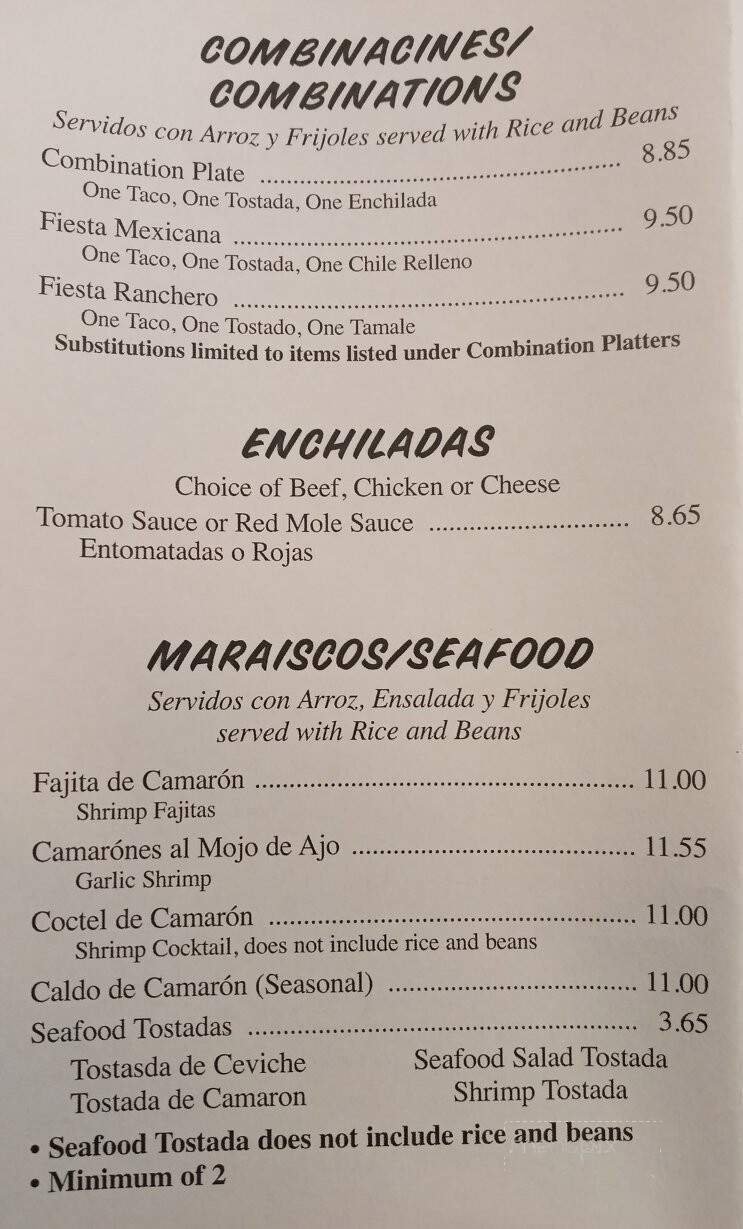 COMBINACINES/
COMBINATIONS
Servidos con Arroz y Frijoles served with Rice and Beans
Combination Plate ........................................................ 8.85
One Taco, One Tostada, One Enchilada
Fiesta Mexicana ........................................................ 9.50
One Taco, One Tostada, One Chile Relleno
Fiesta Ranchero ........................................................ 9.50
One Taco, One Tostado, One Tamale
Substitutions limited to items listed under Combination Platters
ENCHILADAS
Choice of Beef, Chicken or Cheese
Tomato Sauce or Red Mole Sauce .............................. 8.65
Entomatadas o Rojas
MARAISCOS/SEAFOOD
Servidos con Arroz, Ensalada y Frijoles
served with Rice and Beans
Fajita de Camarón ........................................................ 11.00
Shrimp Fajitas
Camarónes al Mojo de Ajo .......................................... 11.55
Garlic Shrimp
Coctel de Camarón ...................................................... 11.00
Shrimp Cocktail, does not include rice and beans
Caldo de Camarón (Seasonal) ..................................... 11.00
Seafood Tostadas .......................................................... 3.65
Tostasda de Ceviche Seafood Salad Tostada
Tostada de Camaron Shrimp Tostada
• Seafood Tostada does not include rice and beans
• Minimum of 2